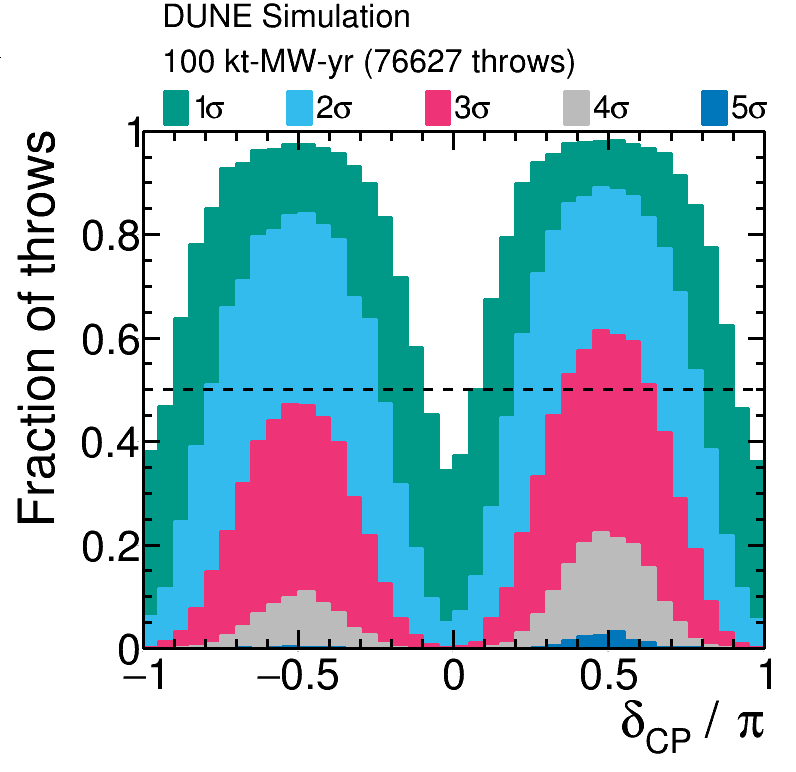 DUNE Simulation
100 kt-MW-yr (76627 throws)
1σ 2σ 3σ 4σ 5σ
Fraction of throws
1
0.8
0.6
0.4
0.2
0
−1 −0.5 0 0.5 1
δCP / π